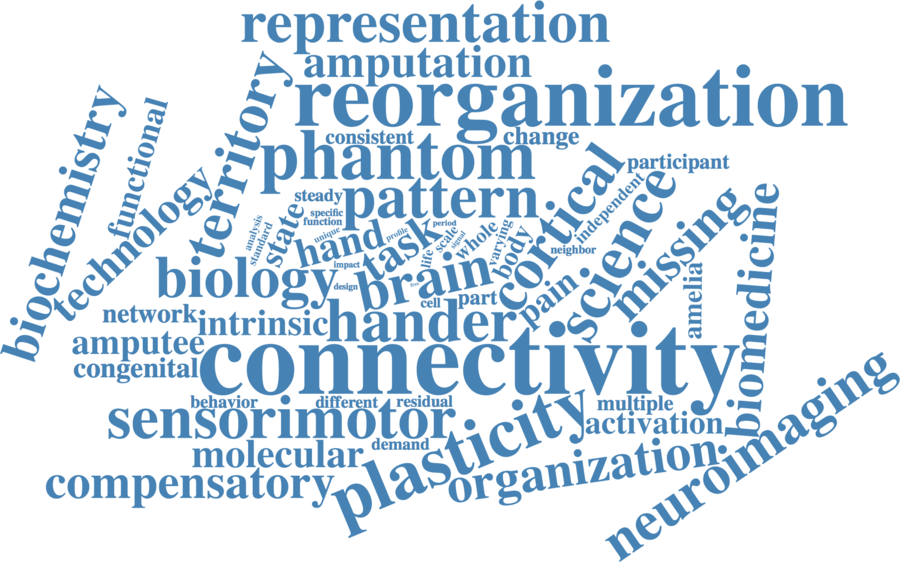 representation
amputation
reorganization
territory
biochemistry
functional
consistent
change
phantom
participant
technology
steady
pattern
cortical
independent
science
missing
biomedicine
specific
function
state
analysis
standard
unique
hand
profile
task
period
scale
signal
life
whole
varying
body
neighbor
biology
impact
design
brain
free
cell
part
pain
amelia
network
intrinsic
hander
amputee
congenital
connectivity
behavior
different
residual
multiple
sensorimotor
demand
plasticity
activation
molecular
organization
compensatory
neuroimaging